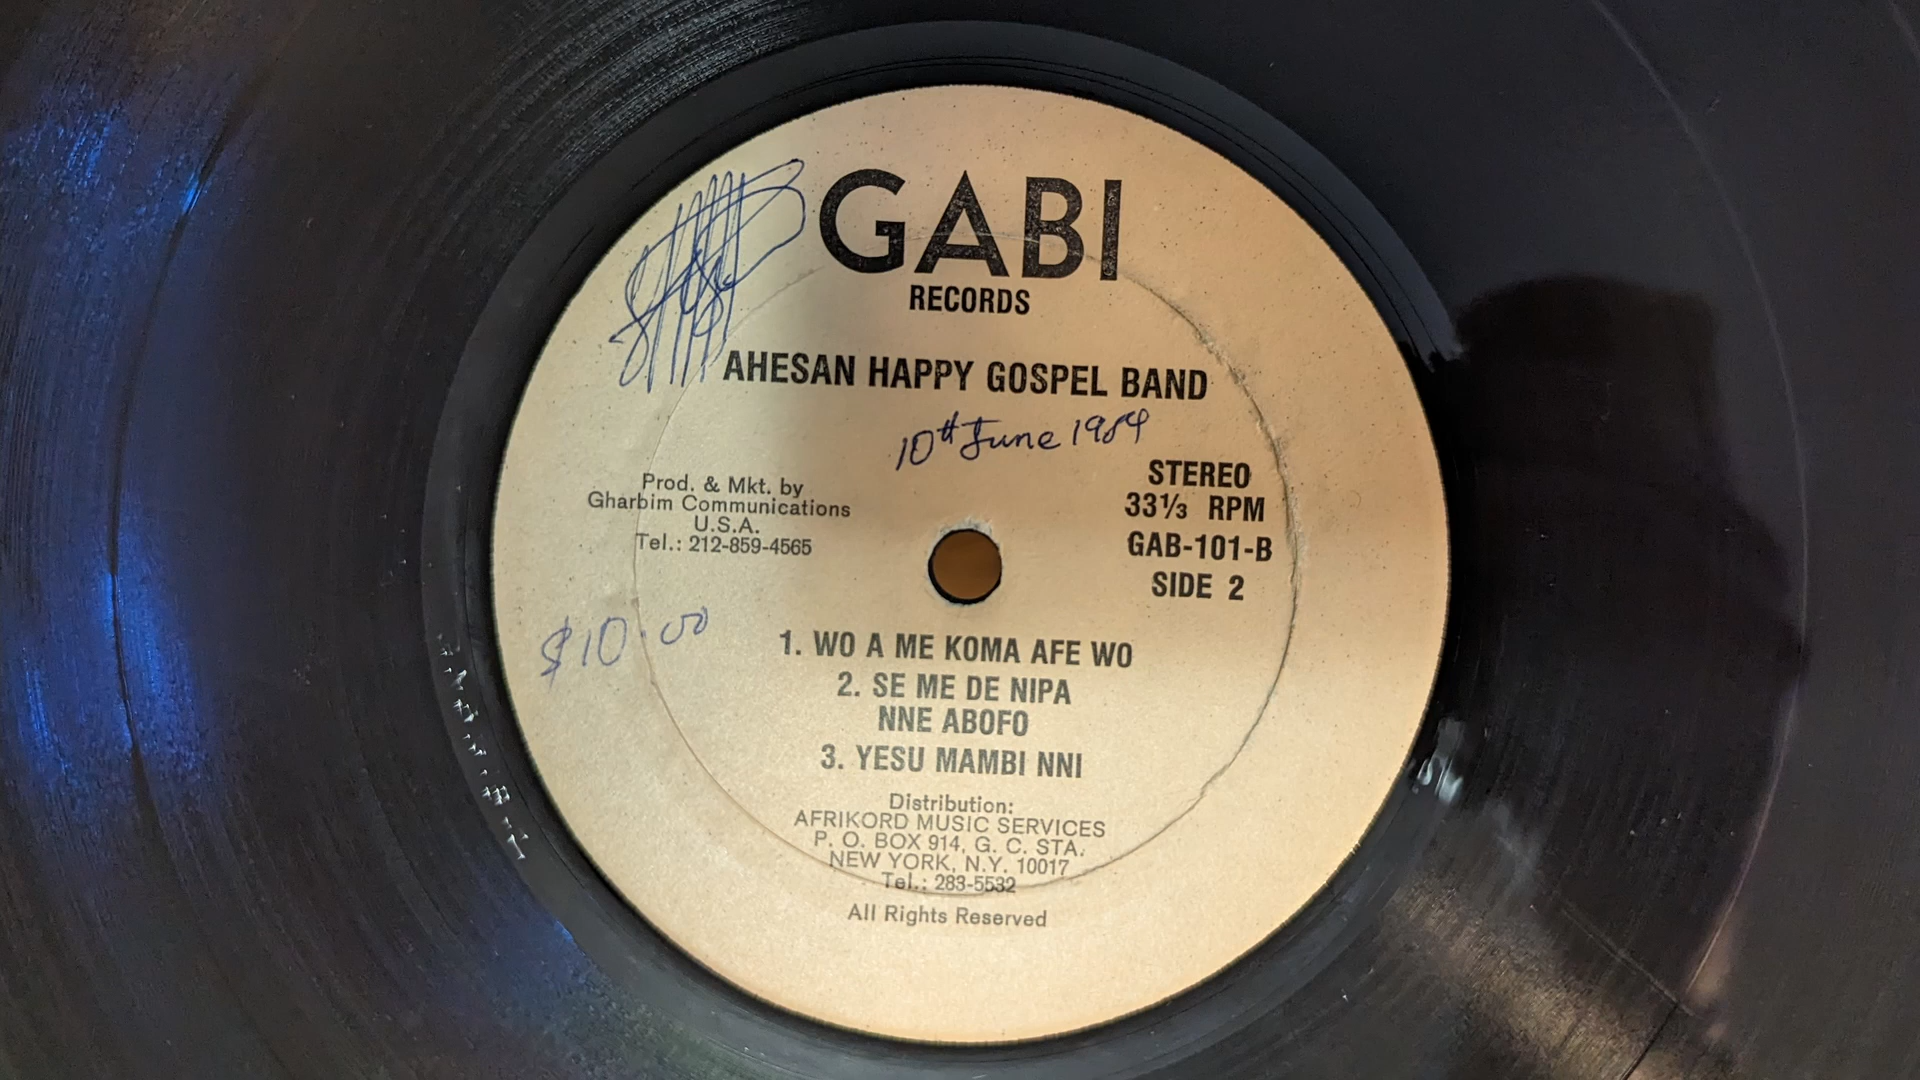 GABI
RECORDS
AHESAN HAPPY GOSPEL BAND
10th June 1984
Prod. & Mkt. by
Gharbim Communications
U.S.A.
Tel.: 212-859-4565
STEREO
33⅓ RPM
GAB-101-B
SIDE 2
$10.00
1. WO A ME KOMA AFE WO
2. SE ME DE NIPA
NNE ABOFO
3. YESU MAMBI NNI
Distribution:
AFRIKORD MUSIC SERVICES
P. O. BOX 914, G. C. STA.
NEW YORK, N.Y. 10017
Tel.: 283-5532
All Rights Reserved